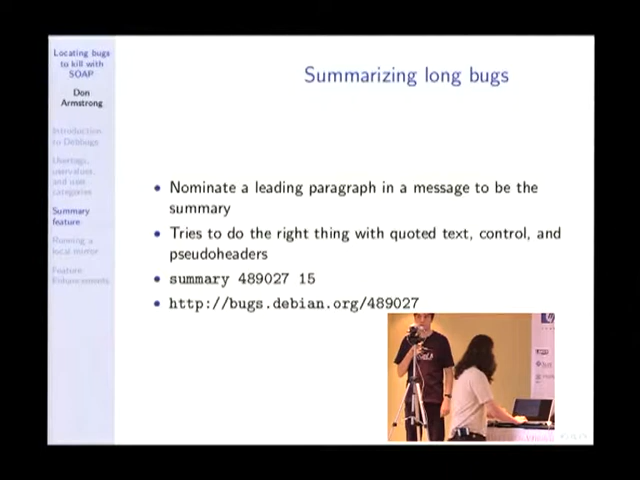 Locating bugs
to kill with
SOAP
Don
Armstrong
Introduction
to Debbugs
Usertags,
uservalues,
and user
categories
Summary
feature
Running a
local mirror
Feature
Enhancements
Summarizing long bugs
• Nominate a leading paragraph in a message to be the
summary
• Tries to do the right thing with quoted text, control, and
pseudoheaders
• summary 489027 15
• http://bugs.debian.org/489027